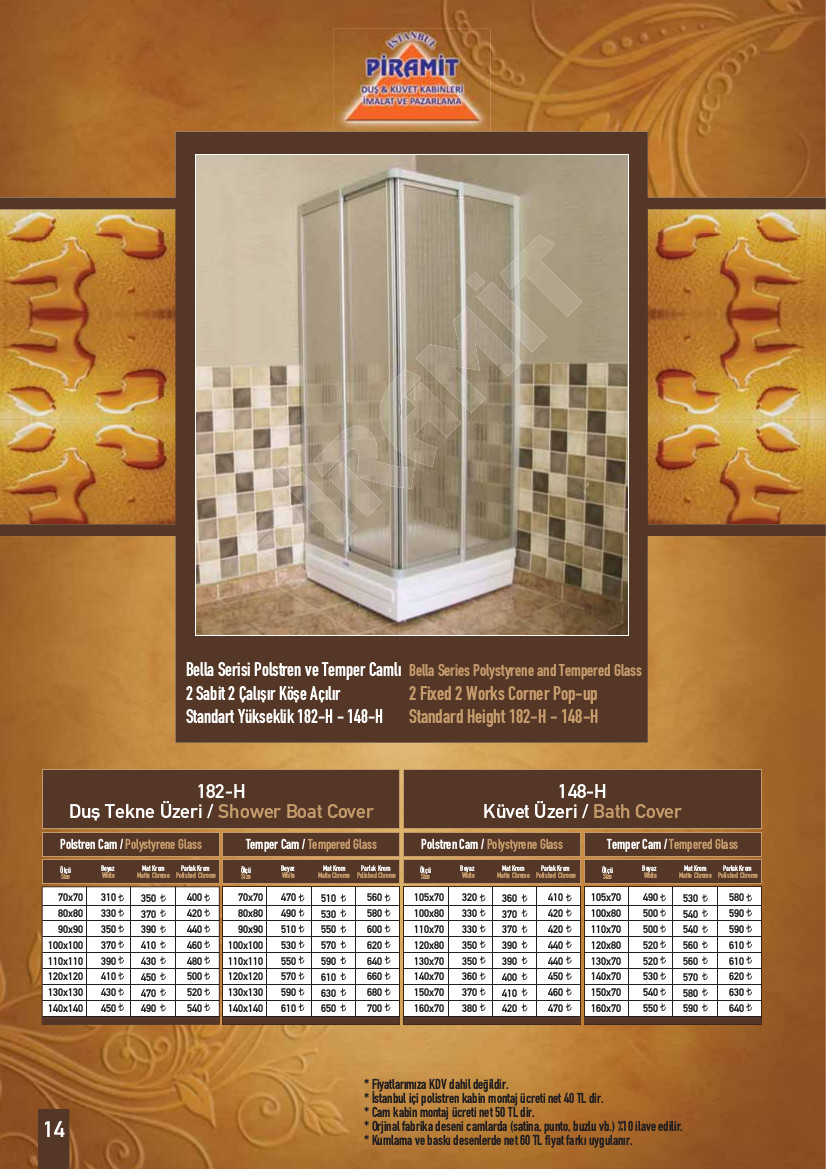 İSTANBUL
PİRAMİT
DUŞ & KÜVET KABİNLERİ
İMALAT VE PAZARLAMA
PİRAMİT
Bella Serisi Polstren ve Temper Camlı
2 Sabit 2 Çalışır Köşe Açılır
Standart Yükseklik 182-H - 148-H
Bella Series Polystyrene and Tempered Glass
2 Fixed 2 Works Corner Pop-up
Standard Height 182-H - 148-H
182-H
Duş Tekne Üzeri / Shower Boat Cover
Polstren Cam / Polystyrene Glass Temper Cam / Tempered Glass
Ölçü Beyaz Mat Krom Parlak Krom Ölçü Beyaz Mat Krom Parlak Krom
Size White Matte Chrome Polished Chrome Size White Matte Chrome Polished Chrome
70x70 310 ₺ 350 ₺ 400 ₺ 70x70 470 ₺ 510 ₺ 560 ₺
80x80 330 ₺ 370 ₺ 420 ₺ 80x80 490 ₺ 530 ₺ 580 ₺
90x90 350 ₺ 390 ₺ 440 ₺ 90x90 510 ₺ 550 ₺ 600 ₺
100x100 370 ₺ 410 ₺ 460 ₺ 100x100 530 ₺ 570 ₺ 620 ₺
110x110 390 ₺ 430 ₺ 480 ₺ 110x110 550 ₺ 590 ₺ 640 ₺
120x120 410 ₺ 450 ₺ 500 ₺ 120x120 570 ₺ 610 ₺ 660 ₺
130x130 430 ₺ 470 ₺ 520 ₺ 130x130 590 ₺ 630 ₺ 680 ₺
140x140 450 ₺ 490 ₺ 540 ₺ 140x140 610 ₺ 650 ₺ 700 ₺
148-H
Küvet Üzeri / Bath Cover
Polstren Cam / Polystyrene Glass Temper Cam / Tempered Glass
Ölçü Beyaz Mat Krom Parlak Krom Ölçü Beyaz Mat Krom Parlak Krom
Size White Matte Chrome Polished Chrome Size White Matte Chrome Polished Chrome
105x70 320 ₺ 360 ₺ 410 ₺ 105x70 490 ₺ 530 ₺ 580 ₺
100x80 330 ₺ 370 ₺ 420 ₺ 100x80 500 ₺ 540 ₺ 590 ₺
110x70 330 ₺ 370 ₺ 420 ₺ 110x70 500 ₺ 540 ₺ 590 ₺
120x80 350 ₺ 390 ₺ 440 ₺ 120x80 520 ₺ 560 ₺ 610 ₺
130x70 350 ₺ 390 ₺ 440 ₺ 130x70 520 ₺ 560 ₺ 610 ₺
140x70 360 ₺ 400 ₺ 450 ₺ 140x70 530 ₺ 570 ₺ 620 ₺
150x70 370 ₺ 410 ₺ 460 ₺ 150x70 540 ₺ 580 ₺ 630 ₺
160x70 380 ₺ 420 ₺ 470 ₺ 160x70 550 ₺ 590 ₺ 640 ₺
* Fiyatlarımıza KDV dahil değildir.
* İstanbul içi polistren kabin montaj ücreti net 40 TL dir.
* Cam kabin montaj ücreti net 50 TL dir.
* Orjinal fabrika deseni camlarda (satina, punto, buzlu vb.) %10 ilave edilir.
* Kumlama ve baskı desenlerde net 60 TL fiyat farkı uygulanır.
14